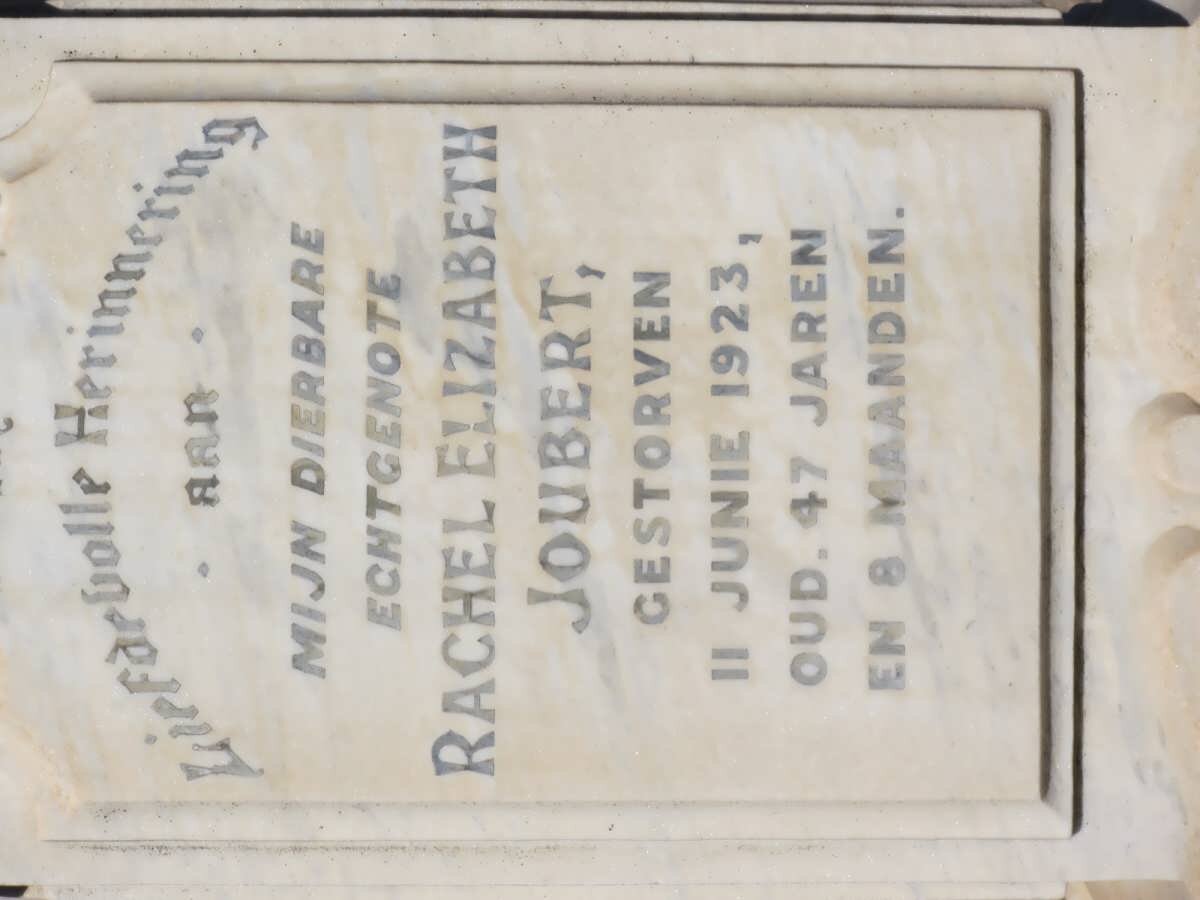 Liefdevolle Herinnering
· aan ·
MIJN DIERBARE
ECHTGENOTE
RACHEL ELIZABETH
JOUBERT,
GESTORVEN
11 JUNIE 1923,
OUD. 47 JAREN
EN 8 MAANDEN.